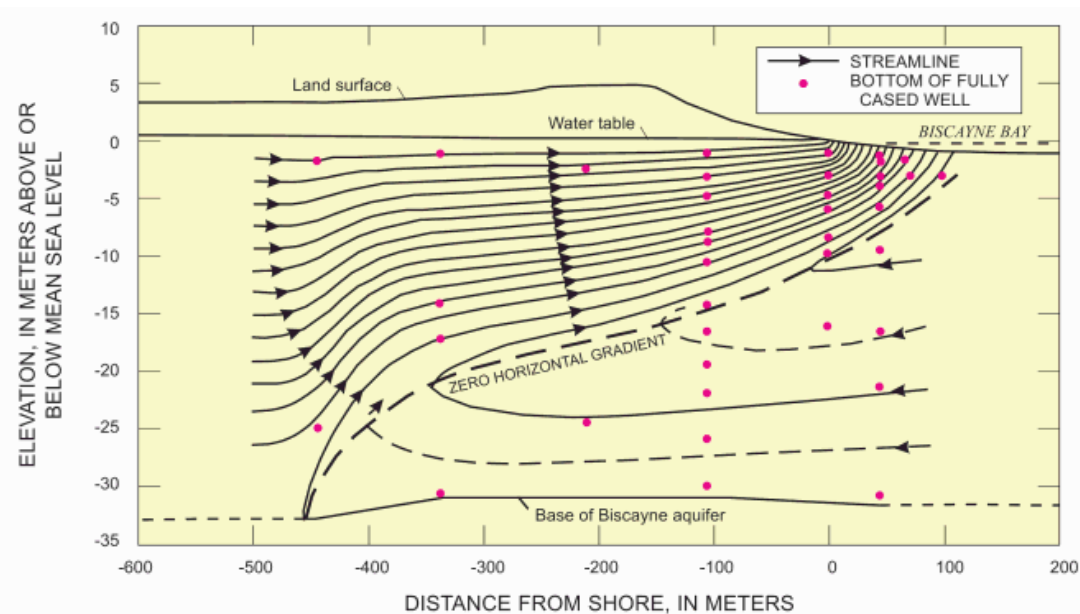 10
5
0
-5
-10
-15
-20
-25
-30
-35
ELEVATION, IN METERS ABOVE OR
BELOW MEAN SEA LEVEL
Land surface
Water table
STREAMLINE
BOTTOM OF FULLY
CASED WELL
BISCAYNE BAY
ZERO HORIZONTAL GRADIENT
Base of Biscayne aquifer
-600
-500
-400
-300
-200
-100
0
100
200
DISTANCE FROM SHORE, IN METERS